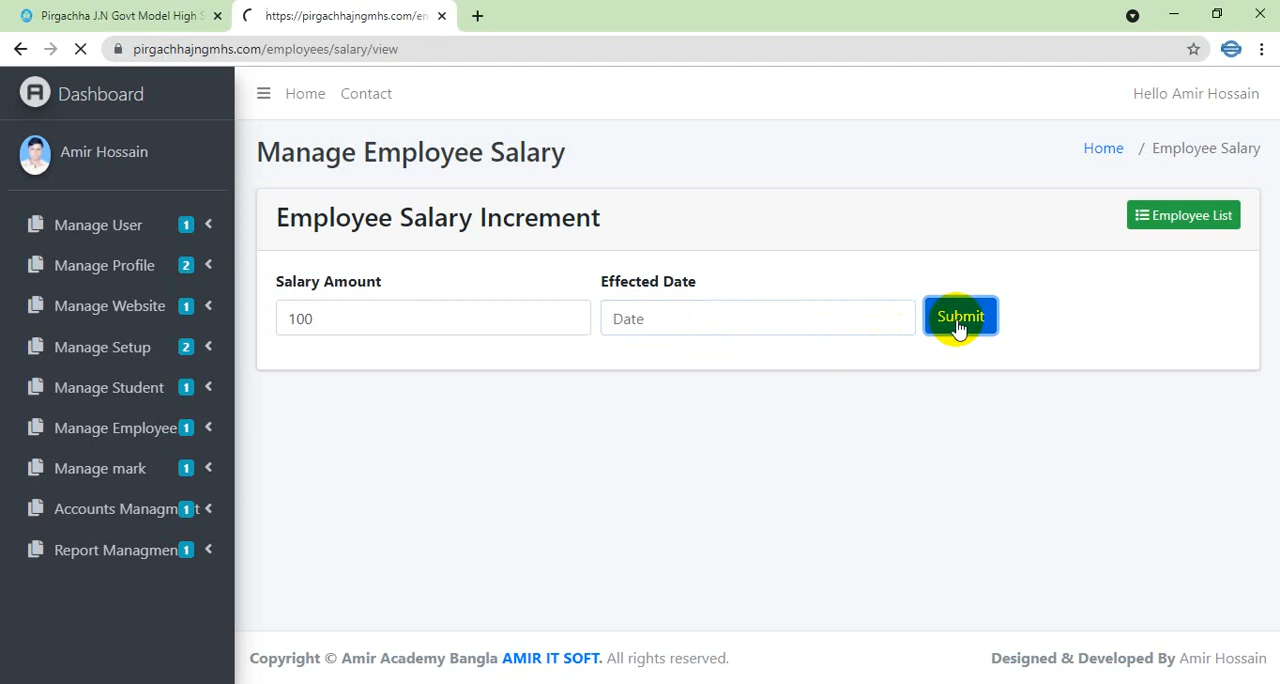 Pirgachha J.N Govt Model High S
https://pirgachhajngmhs.com/en
pirgachhajngmhs.com/employees/salary/view
Dashboard
Home Contact
Hello Amir Hossain
Amir Hossain
Manage Employee Salary
Home / Employee Salary
Employee Salary Increment
Employee List
Manage User 1
Manage Profile 2
Manage Website 1
Manage Setup 2
Manage Student 1
Manage Employee 1
Manage mark 1
Accounts Managm 1 t
Report Managmen 1
Salary Amount
Effected Date
100
Date
Submit
Copyright © Amir Academy Bangla AMIR IT SOFT. All rights reserved.
Designed & Developed By Amir Hossain